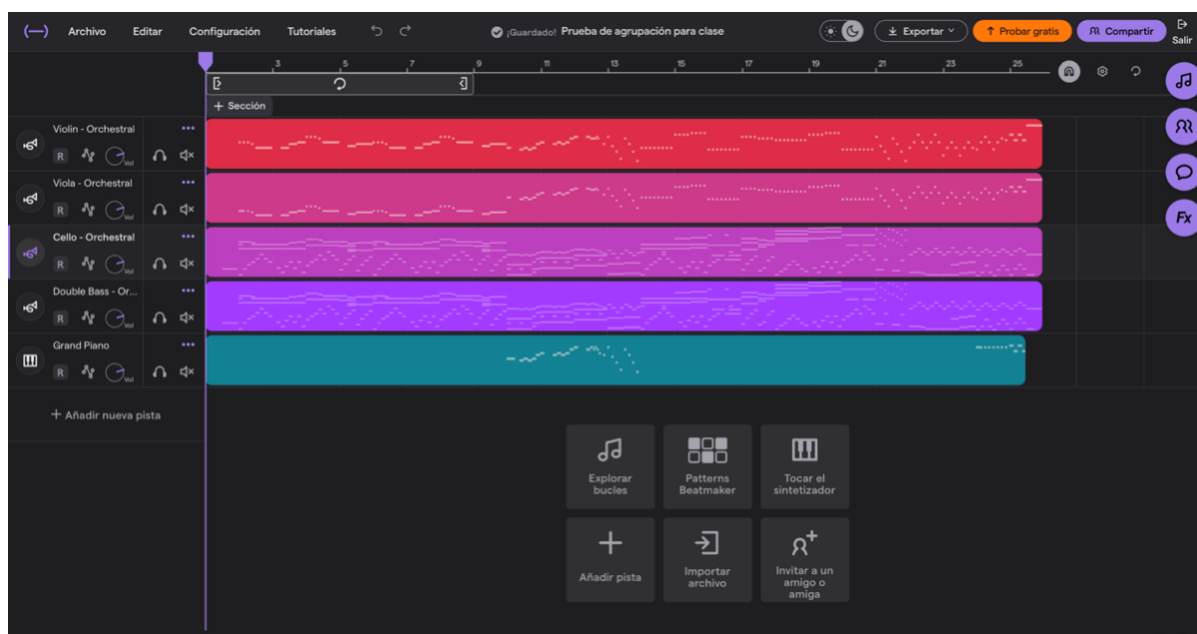 Archivo Editar Configuración Tutoriales ¡Guardado! Prueba de agrupación para clase Exportar Probar gratis Compartir Salir
3 5 7 9 11 13 15 17 19 21 23 25
+ Sección
Violin - Orchestral
R Vol
Viola - Orchestral
R Vol
Cello - Orchestral
R Vol
Double Bass - Or...
R Vol
Grand Piano
R Vol
+ Añadir nueva pista
Fx
Explorar
bucles
Patterns
Beatmaker
Tocar el
sintetizador
Añadir pista
Importar
archivo
Invitar a un
amigo o
amiga